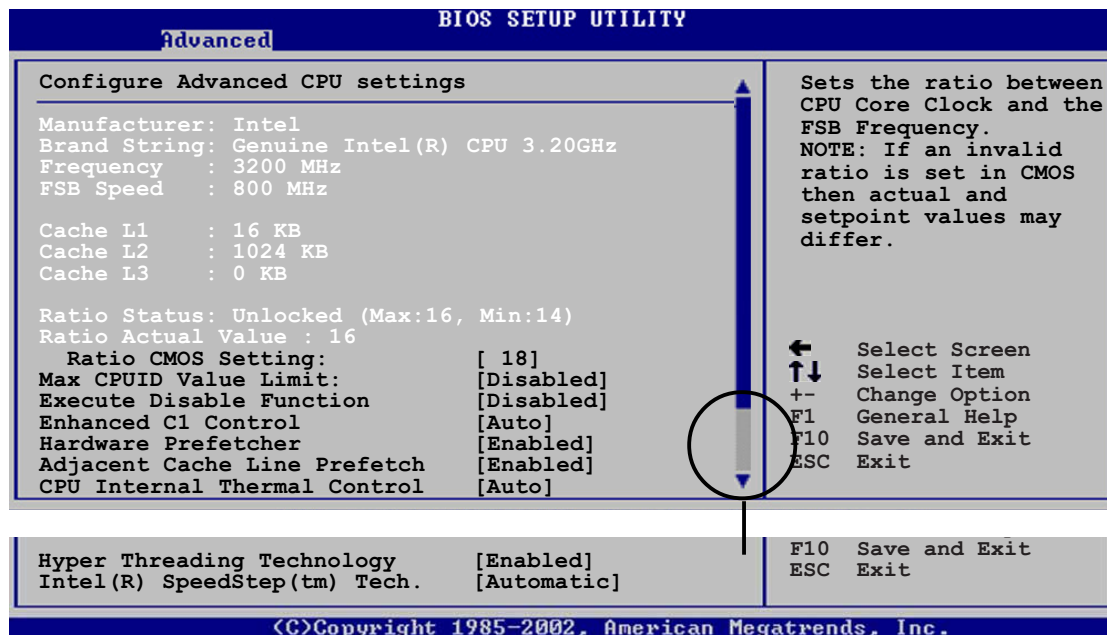 BIOS SETUP UTILITY
Advanced
Configure Advanced CPU settings
Manufacturer: Intel
Brand String: Genuine Intel(R) CPU 3.20GHz
Frequency : 3200 MHz
FSB Speed : 800 MHz
Cache L1 : 16 KB
Cache L2 : 1024 KB
Cache L3 : 0 KB
Ratio Status: Unlocked (Max:16, Min:14)
Ratio Actual Value : 16
Ratio CMOS Setting: [ 18]
Max CPUID Value Limit: [Disabled]
Execute Disable Function [Disabled]
Enhanced C1 Control [Auto]
Hardware Prefetcher [Enabled]
Adjacent Cache Line Prefetch [Enabled]
CPU Internal Thermal Control [Auto]
Sets the ratio between
CPU Core Clock and the
FSB Frequency.
NOTE: If an invalid
ratio is set in CMOS
then actual and
setpoint values may
differ.
← Select Screen
↑↓ Select Item
+- Change Option
F1 General Help
F10 Save and Exit
ESC Exit
Hyper Threading Technology [Enabled]
Intel(R) SpeedStep(tm) Tech. [Automatic]
F10 Save and Exit
ESC Exit
(C)Copyright 1985-2002, American Megatrends, Inc.